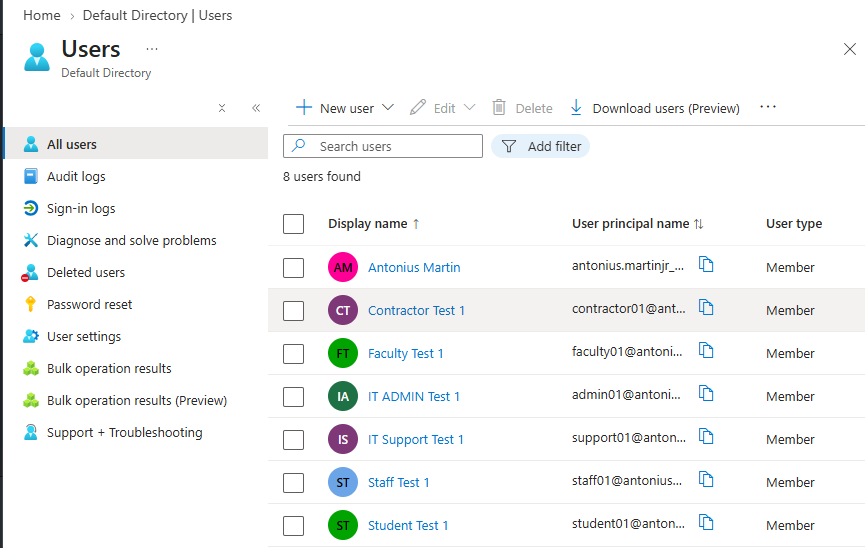 Home > Default Directory | Users
Users ...
Default Directory
New user Edit Delete Download users (Preview) ...
All users
Audit logs
Sign-in logs
Diagnose and solve problems
Deleted users
Password reset
User settings
Bulk operation results
Bulk operation results (Preview)
Support + Troubleshooting
Search users Add filter
8 users found
Display name ↑ User principal name ↑↓ User type
AM Antonius Martin antonius.martinjr_... Member
CT Contractor Test 1 contractor01@ant... Member
FT Faculty Test 1 faculty01@antoni... Member
IA IT ADMIN Test 1 admin01@antoni... Member
IS IT Support Test 1 support01@anton... Member
ST Staff Test 1 staff01@antonius... Member
ST Student Test 1 student01@anton... Member